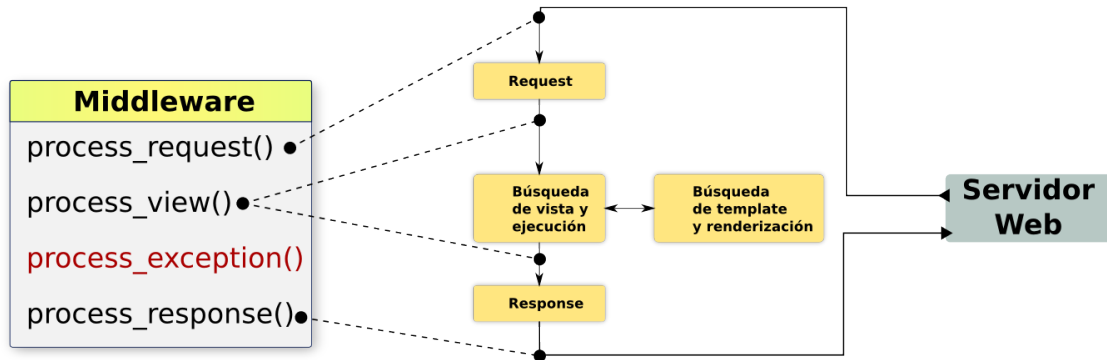 Middleware
process_request()
process_view()
process_exception()
process_response()
Request
Búsqueda
de vista y
ejecución
Búsqueda
de template
y renderización
Response
Servidor
Web